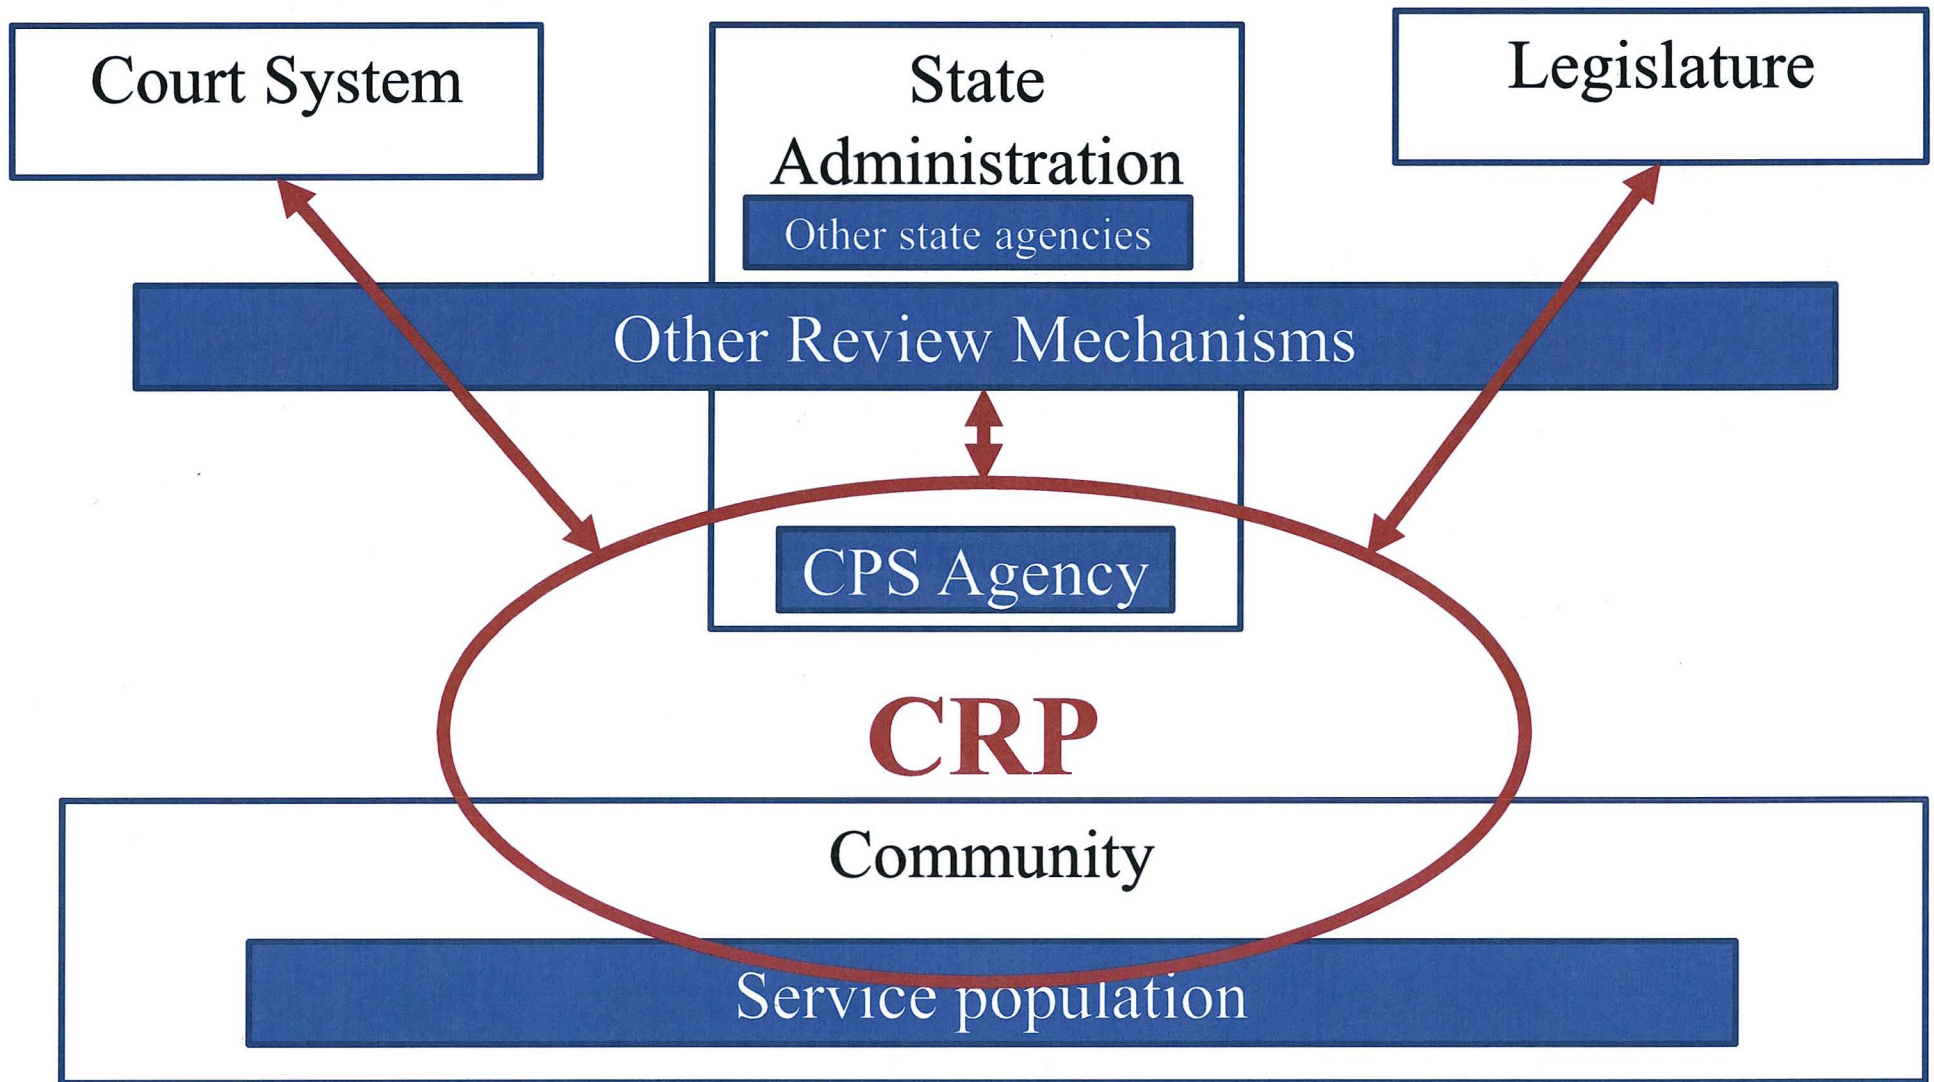 Court System
State
Administration
Legislature
Other state agencies
Other Review Mechanisms
CPS Agency
CRP
Community
Service population